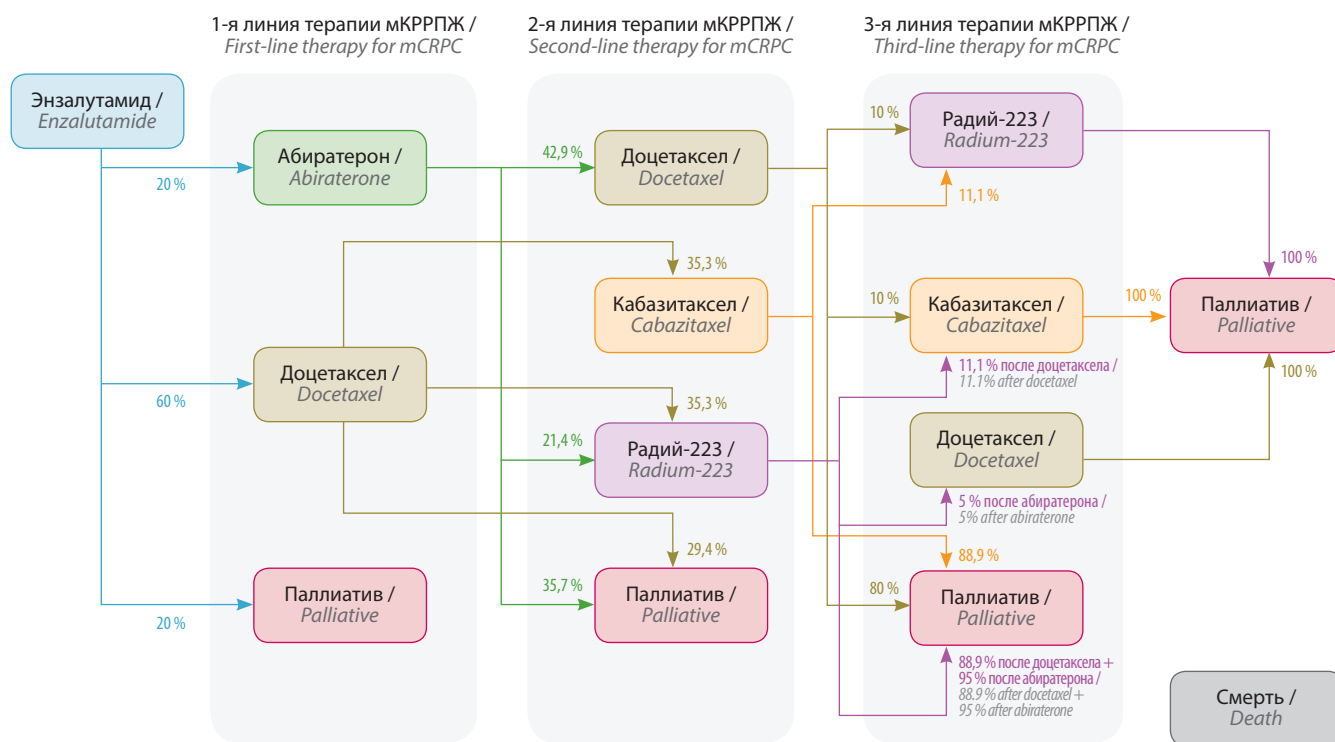 1-я линия терапии мКРРПЖ /
First-line therapy for mCRPC
2-я линия терапии мКРРПЖ /
Second-line therapy for mCRPC
3-я линия терапии мКРРПЖ /
Third-line therapy for mCRPC
Энзалутамид /
Enzalutamide
20 %
60 %
20 %
Абиратерон /
Abiraterone
Доцетаксел /
Docetaxel
Паллиатив /
Palliative
42,9 %
Доцетаксел /
Docetaxel
35,3 %
Кабазитаксел /
Cabazitaxel
35,3 %
21,4 %
Радий-223 /
Radium-223
29,4 %
35,7 %
Паллиатив /
Palliative
10 %
Радий-223 /
Radium-223
11,1 %
10 %
Кабазитаксел /
Cabazitaxel
11,1 % после доцетаксела /
11.1% after docetaxel
Доцетаксел /
Docetaxel
5 % после абиратерона /
5% after abiraterone
88,9 %
80 %
Паллиатив /
Palliative
88,9 % после доцетаксела +
95 % после абиратерона /
88.9 % after docetaxel +
95 % after abiraterone
100 %
100 %
Паллиатив /
Palliative
100 %
Смерть /
Death